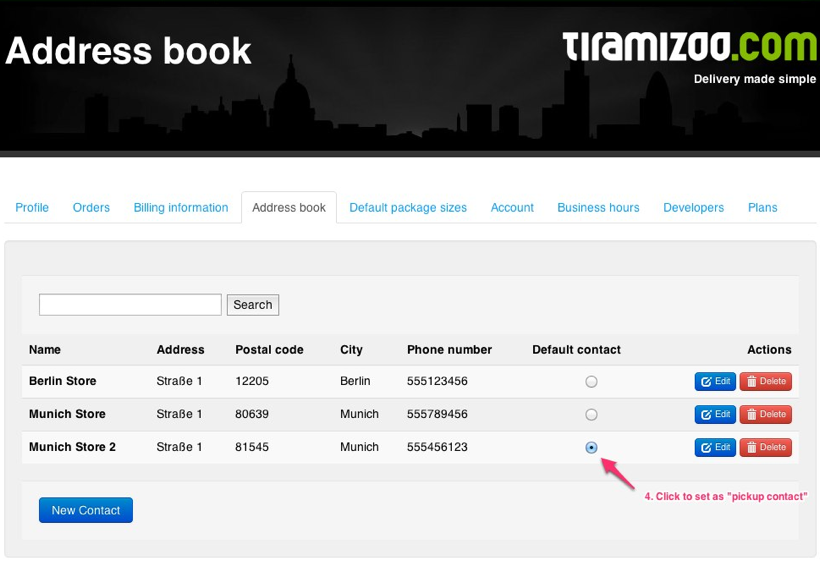 Address book
tiramizoo.com
Delivery made simple
Profile Orders Billing information Address book Default package sizes Account Business hours Developers Plans
Search
Name Address Postal code City Phone number Default contact Actions
Berlin Store Straße 1 12205 Berlin 555123456 Edit Delete
Munich Store Straße 1 80639 Munich 555789456 Edit Delete
Munich Store 2 Straße 1 81545 Munich 555456123 Edit Delete
4. Click to set as "pickup contact"
New Contact